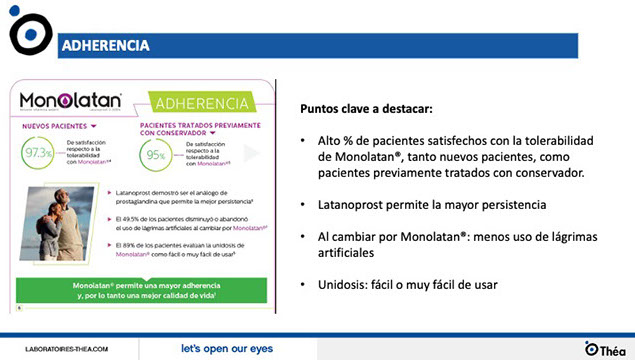 ADHERENCIA
Monolatan®
ADHERENCIA
NUEVOS PACIENTES
97.3%
De satisfacción
respecto a la
tolerabilidad
con Monolatan®
PACIENTES TRATADOS PREVIAMENTE
CON CONSERVADOR
95%
De satisfacción
respecto a la
tolerabilidad
con Monolatan®
Latanoprost demostró ser el análogo de
prostaglandina que permite la mejor persistencia
El 49.5% de los pacientes disminuyó o abandonó
el uso de lágrimas artificiales al cambiar por Monolatan®
El 89% de los pacientes evalúan la unidosis de
Monolatan® como fácil o muy fácil de usar
Monolatan® permite una mayor adherencia
y, por lo tanto una mejor calidad de vida
Puntos clave a destacar:
• Alto % de pacientes satisfechos con la tolerabilidad
de Monolatan®, tanto nuevos pacientes, como
pacientes previamente tratados con conservador.
• Latanoprost permite la mayor persistencia
• Al cambiar por Monolatan®: menos uso de lágrimas
artificiales
• Unidosis: fácil o muy fácil de usar
LABORATOIRES-THEA.COM
let's open our eyes
Théa